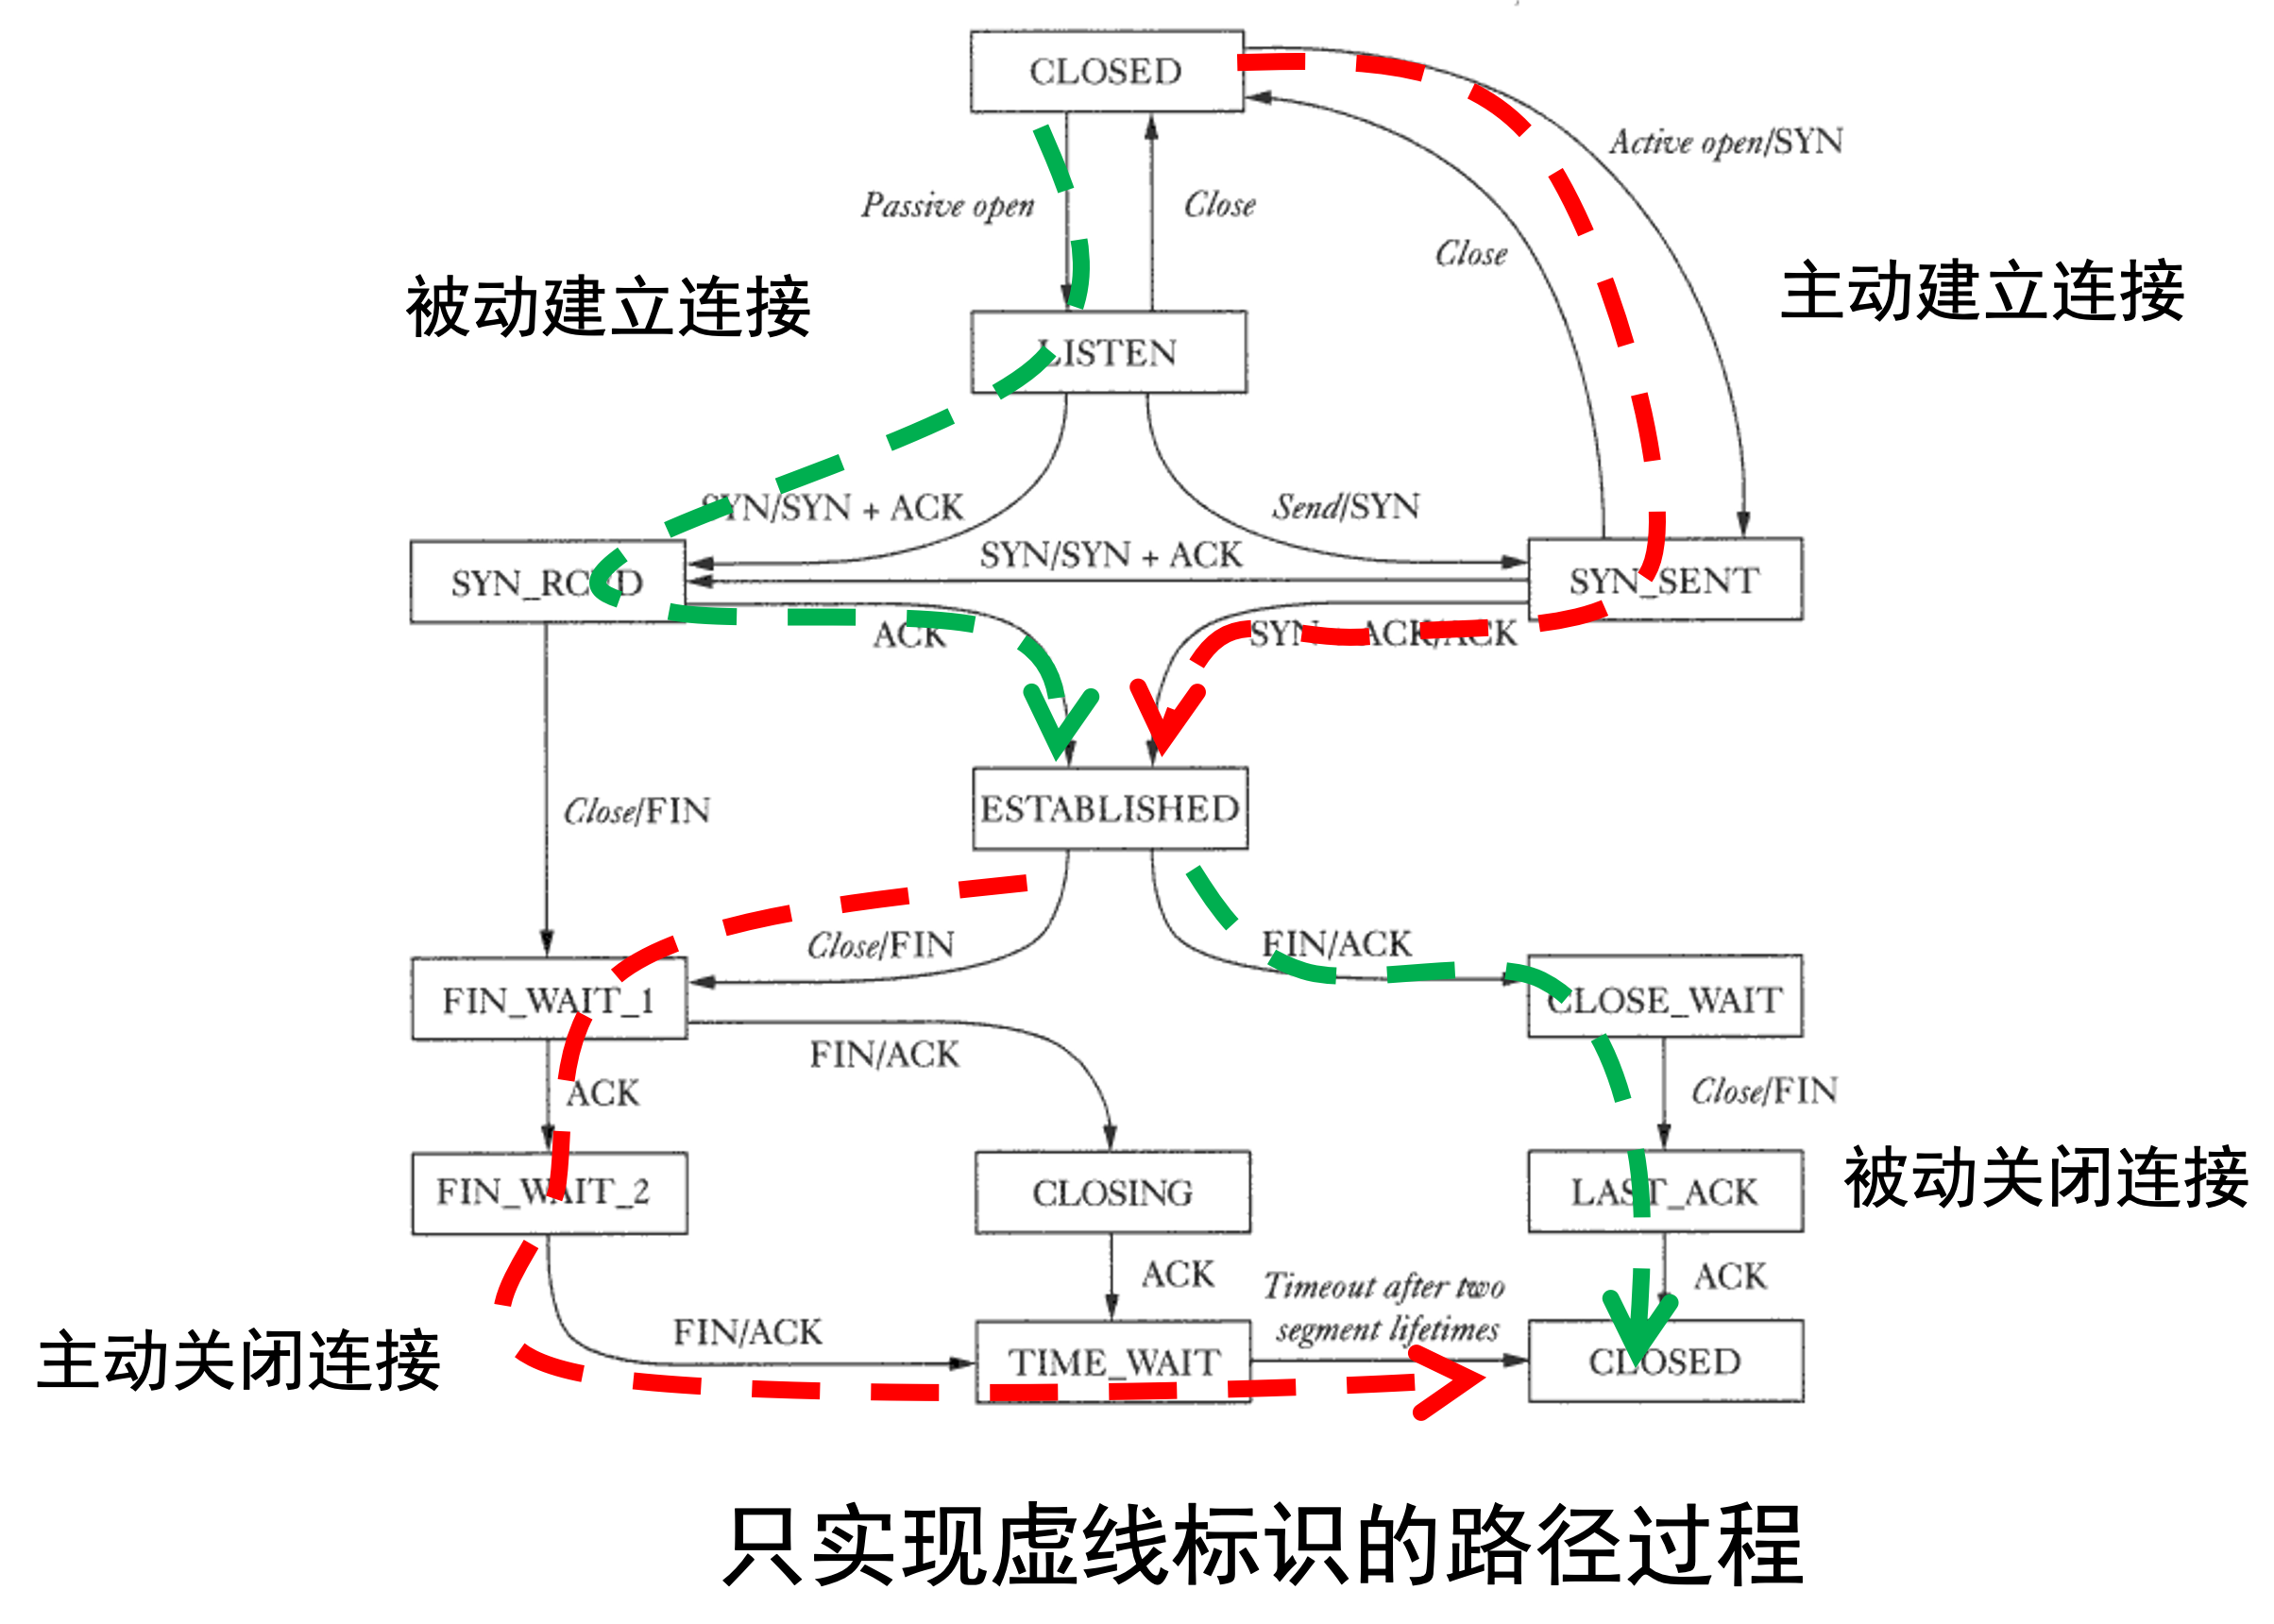 CLOSED
Active open/SYN
Passive open
Close
Close
被动建立连接
主动建立连接
LISTEN
SYN/SYN + ACK
Send/SYN
SYN/SYN + ACK
SYN_RCVD
SYN_SENT
ACK
SYN + ACK/ACK
ESTABLISHED
Close/FIN
Close/FIN
FIN/ACK
FIN_WAIT_1
CLOSE_WAIT
FIN/ACK
ACK
Close/FIN
FIN_WAIT_2
CLOSING
LAST_ACK
被动关闭连接
ACK
Timeout after two
segment lifetimes
ACK
主动关闭连接
FIN/ACK
TIME_WAIT
CLOSED
只实现虚线标识的路径过程